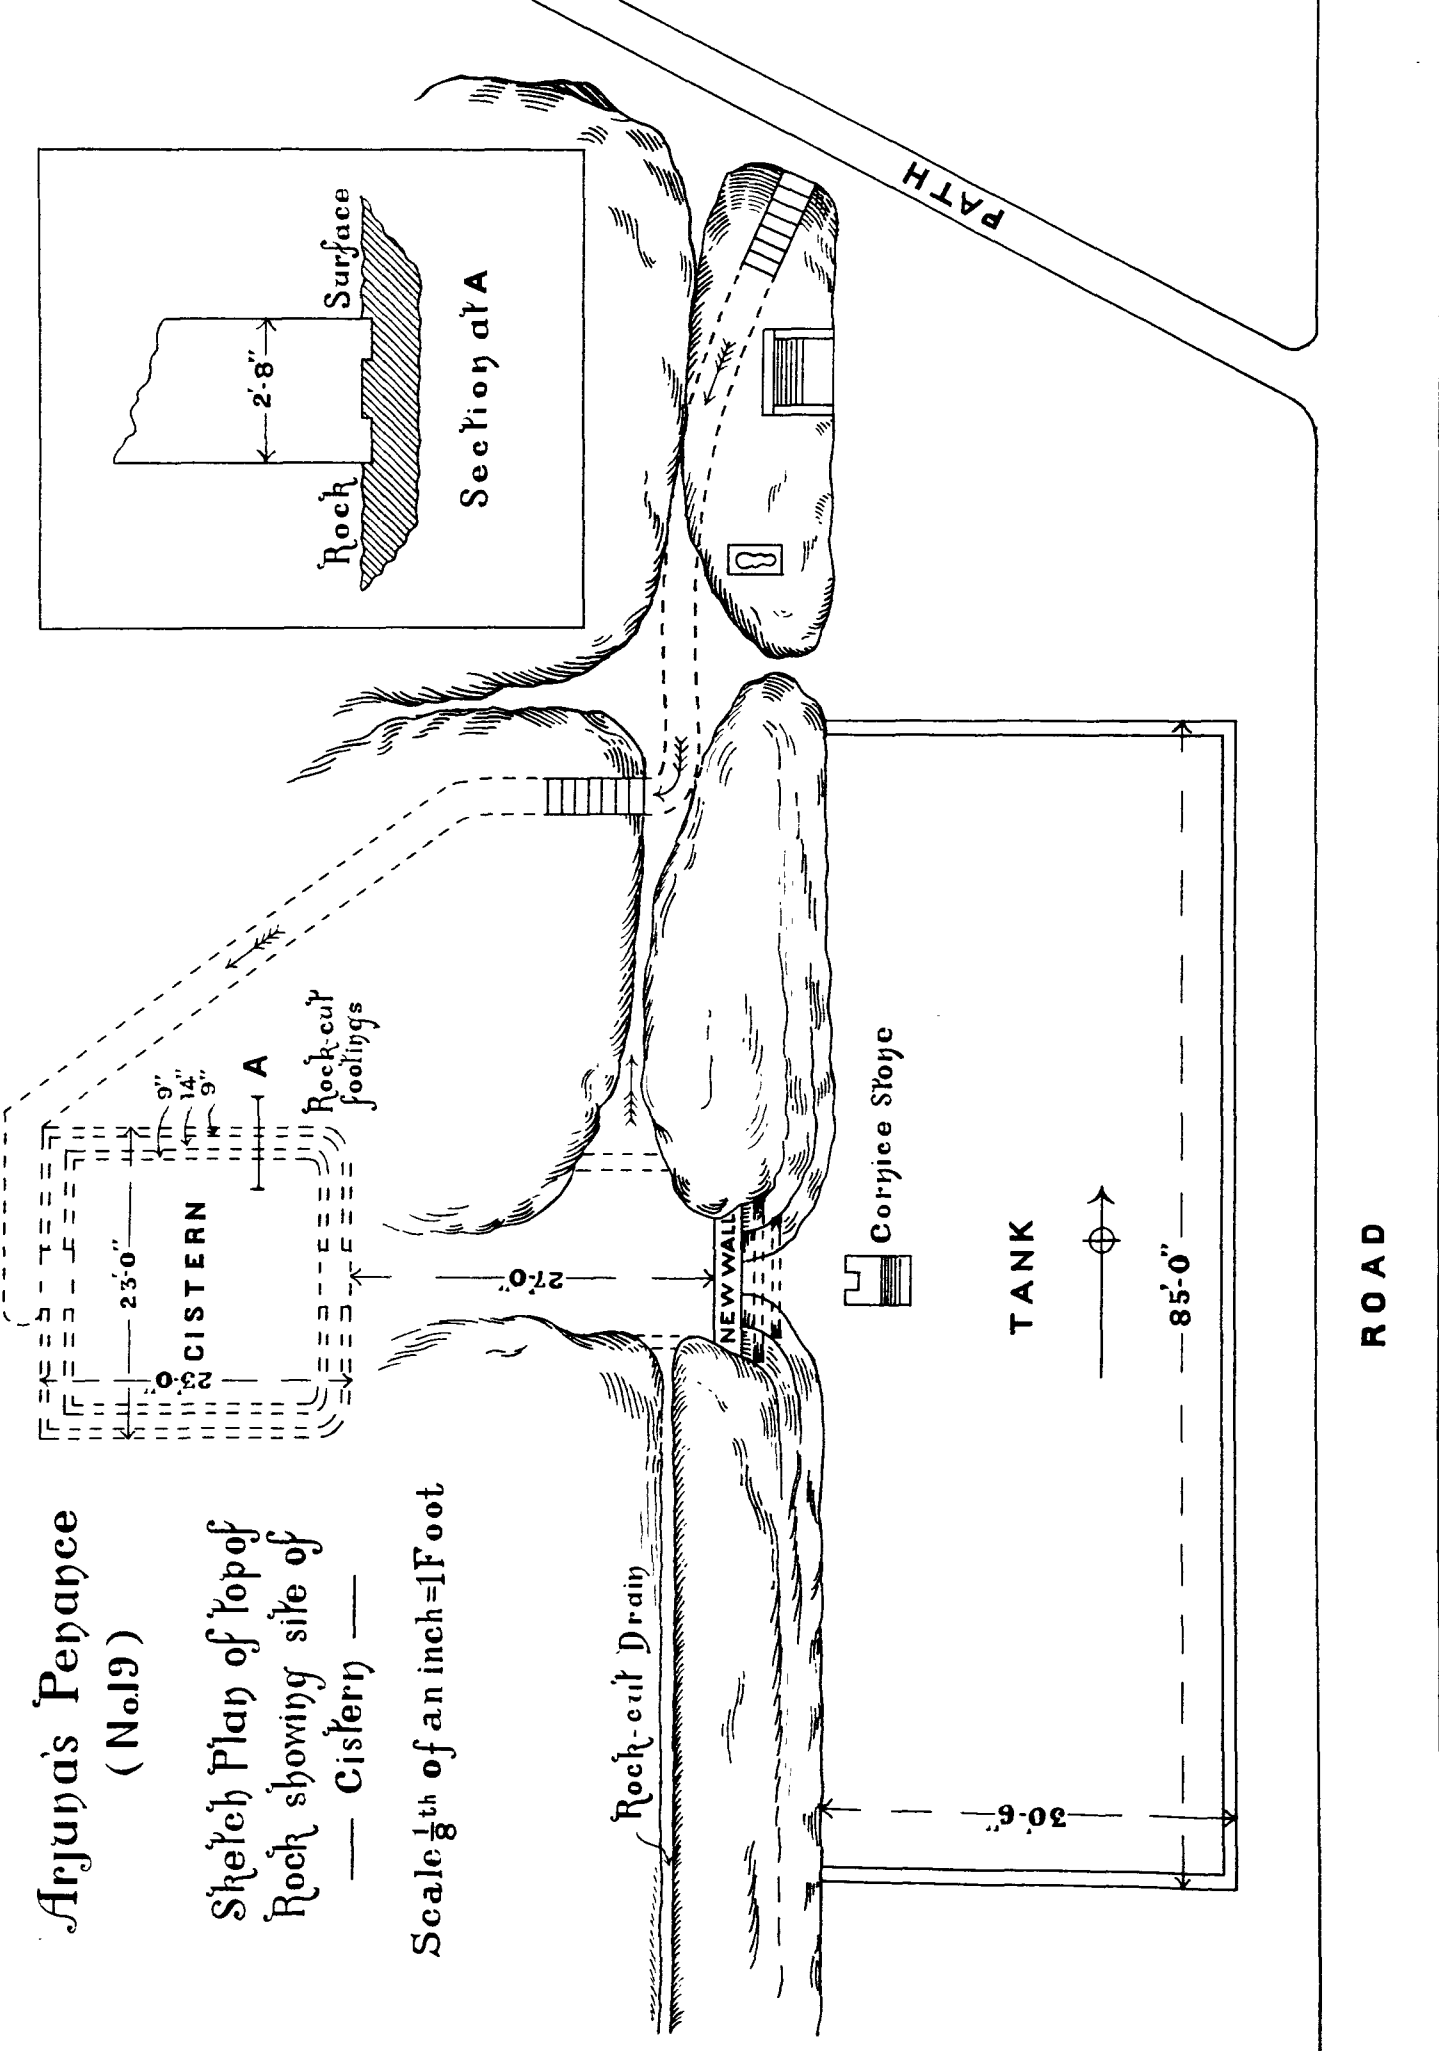 Arjuna's Penance
(No.19)
Sketch Plan of top of
Rock showing site of
— Cistern —
Scale 1/8th of an inch=1 Foot
CISTERN
23'-0"
23'-0"
9"
14"
9"
A
Rock-cut
footings
Rock
Surface
2'-8"
Section at A
27'-0"
NEW WALL
Rock-cut Drain
Cornice Stone
TANK
85'-0"
30'-6"
PATH
ROAD